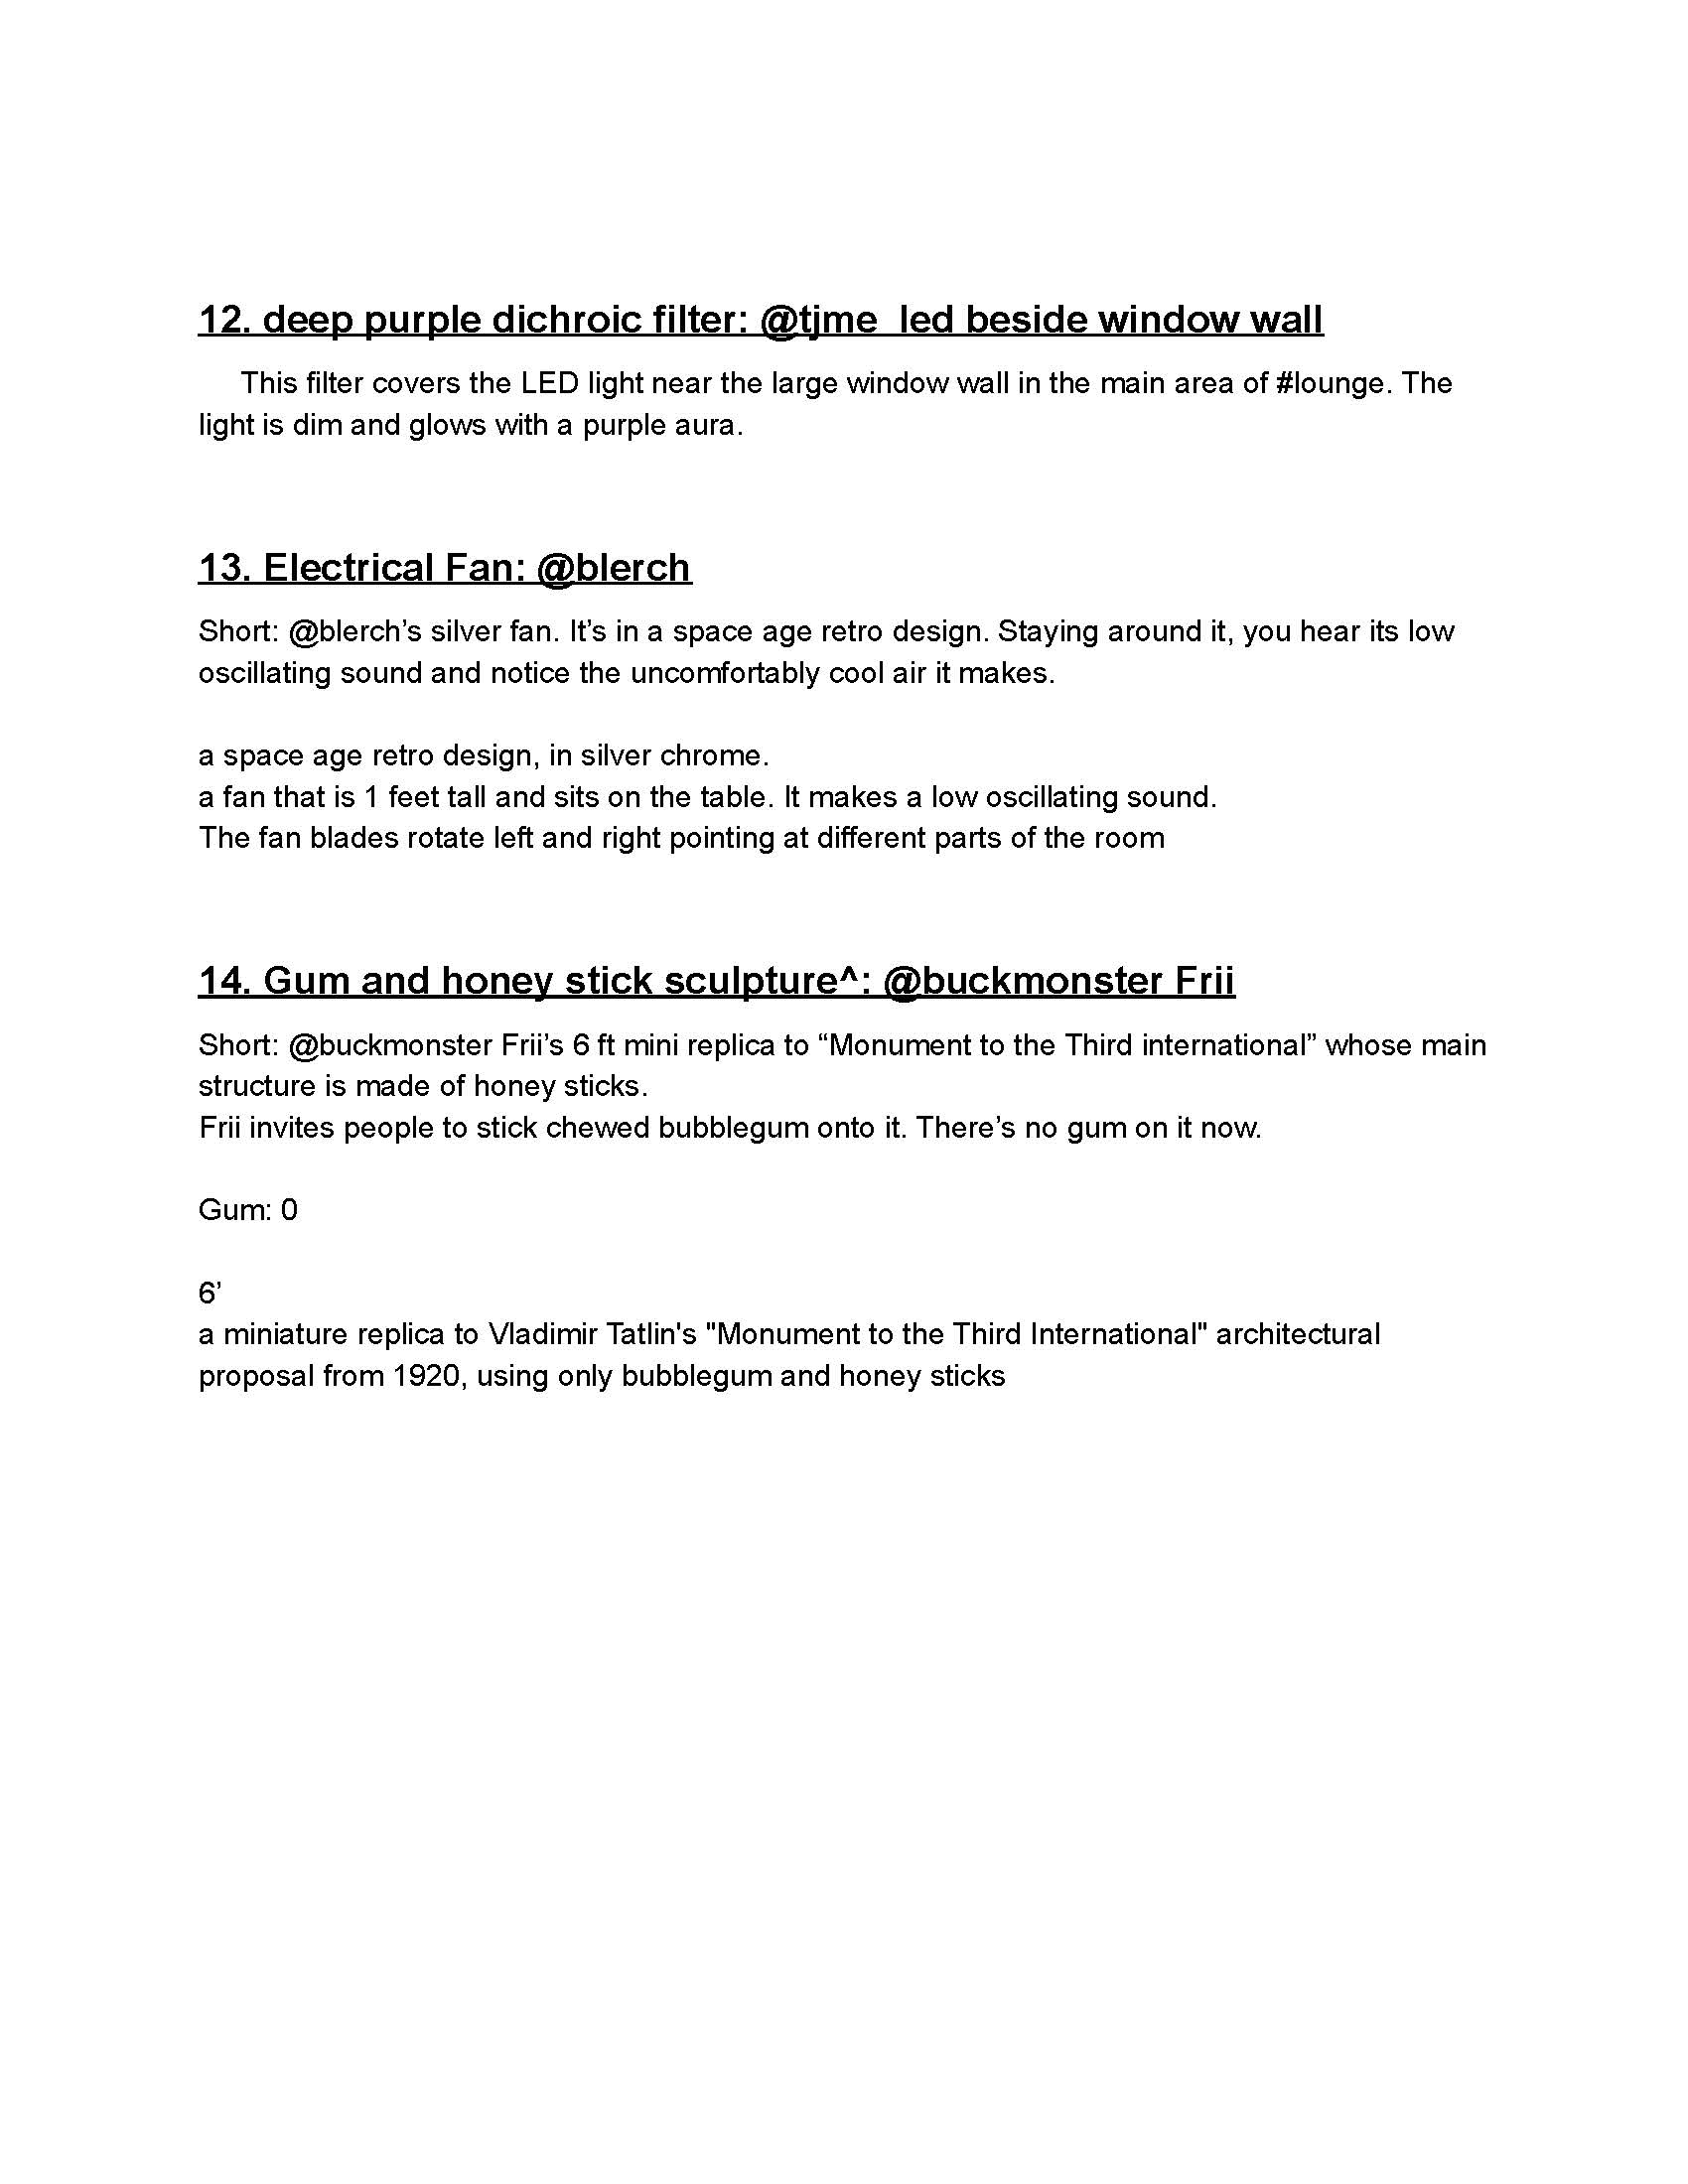 12. deep purple dichroic filter: @tjme  led beside window wall
This filter covers the LED light near the large window wall in the main area of #lounge. The
light is dim and glows with a purple aura.
13. Electrical Fan: @blerch
Short: @blerch’s silver fan. It’s in a space age retro design. Staying around it, you hear its low
oscillating sound and notice the uncomfortably cool air it makes.
a space age retro design, in silver chrome.
a fan that is 1 feet tall and sits on the table. It makes a low oscillating sound.
The fan blades rotate left and right pointing at different parts of the room
14. Gum and honey stick sculpture^: @buckmonster Frii
Short: @buckmonster Frii’s 6 ft mini replica to “Monument to the Third international” whose main
structure is made of honey sticks.
Frii invites people to stick chewed bubblegum onto it. There’s no gum on it now.
Gum: 0
6’
a miniature replica to Vladimir Tatlin's "Monument to the Third International" architectural
proposal from 1920, using only bubblegum and honey sticks